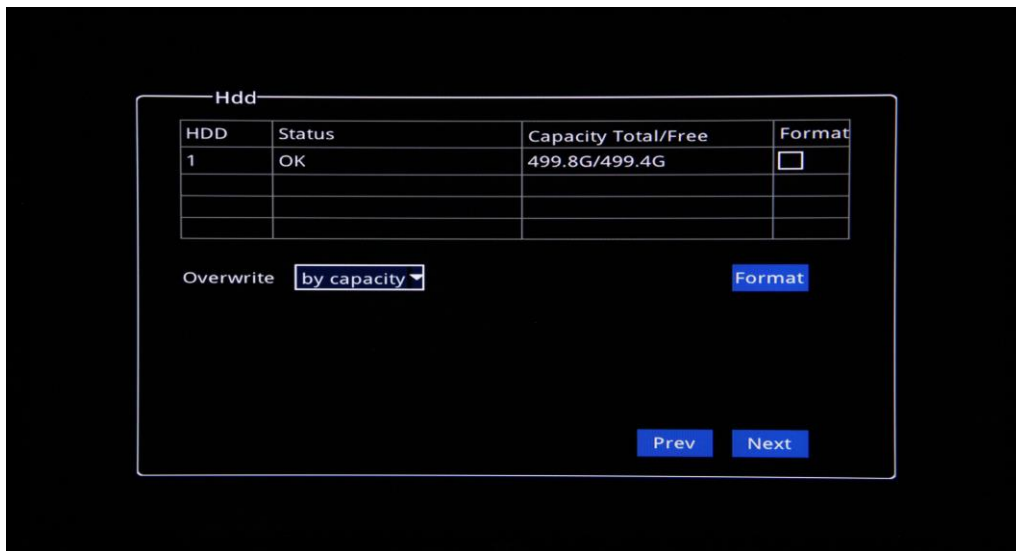 Hdd
HDD Status Capacity Total/Free Format
1 OK 499.8G/499.4G
Overwrite by capacity Format
Prev Next